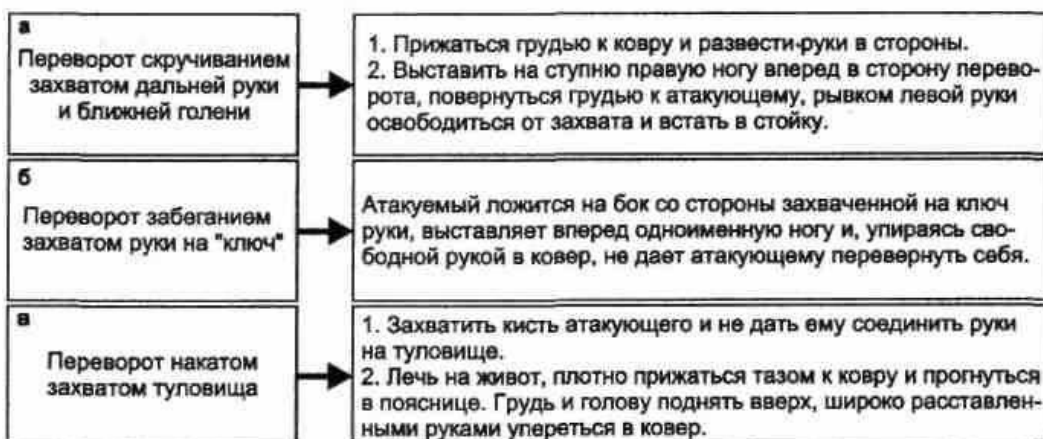 а
Переворот скручиванием
захватом дальней руки
и ближней голени
1. Прижаться грудью к ковру и развести-руки в стороны.
2. Выставить на ступню правую ногу вперед в сторону перево-
рота, повернуться грудью к атакующему, рывком левой руки
освободиться от захвата и встать в стойку.
б
Переворот забеганием
захватом руки на "ключ"
Атакуемый ложится на бок со стороны захваченной на ключ
руки, выставляет вперед одноименную ногу и, упираясь сво-
бодной рукой в ковер, не дает атакующему перевернуть себя.
в
Переворот накатом
захватом туловища
1. Захватить кисть атакующего и не дать ему соединить руки
на туловище.
2. Лечь на живот, плотно прижаться тазом к ковру и прогнуться
в пояснице. Грудь и голову поднять вверх, широко расставлен-
ными руками упереться в ковер.